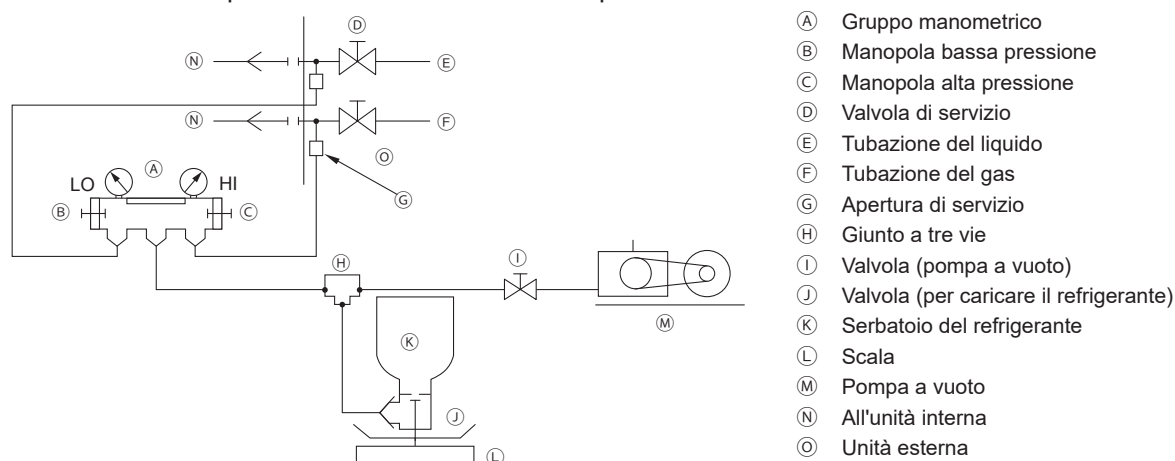 Ⓓ
Ⓝ Ⓔ
Ⓝ Ⓕ
Ⓐ Ⓞ
LO HI
Ⓖ
Ⓑ Ⓒ
Ⓗ Ⓘ
Ⓜ
Ⓚ
Ⓙ
Ⓛ
Ⓐ Gruppo manometrico
Ⓑ Manopola bassa pressione
Ⓒ Manopola alta pressione
Ⓓ Valvola di servizio
Ⓔ Tubazione del liquido
Ⓕ Tubazione del gas
Ⓖ Apertura di servizio
Ⓗ Giunto a tre vie
Ⓘ Valvola (pompa a vuoto)
Ⓙ Valvola (per caricare il refrigerante)
Ⓚ Serbatoio del refrigerante
Ⓛ Scala
Ⓜ Pompa a vuoto
Ⓝ All'unità interna
Ⓞ Unità esterna